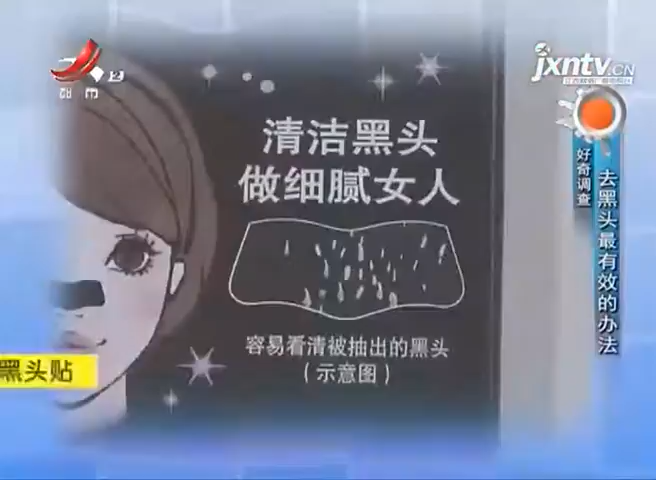 2
都市
jxntv.CN
清洁黑头
做细腻女人
容易看清被抽出的黑头
(示意图)
黑头贴
好奇调查
去黑头最有效的办法